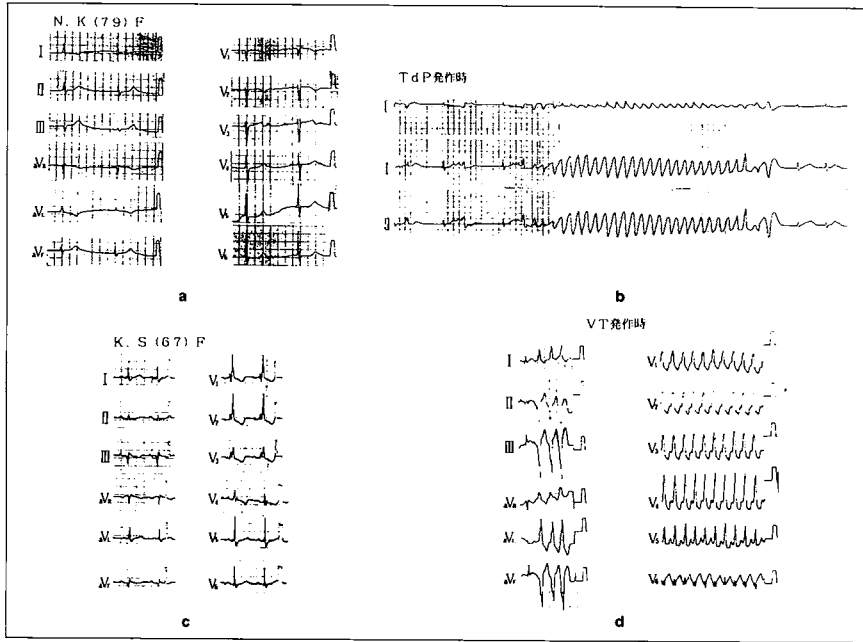 N. K (79) F
I
II
III
aVR
aVL
aVF
V1
V2
V3
V4
V5
V6
a
TdP発作時
I
II
III
b
K. S (67) F
I
II
III
aVR
aVL
aVF
V1
V2
V3
V4
V5
V6
c
VT発作時
I
II
III
aVR
aVL
aVF
V1
V2
V3
V4
V5
V6
d